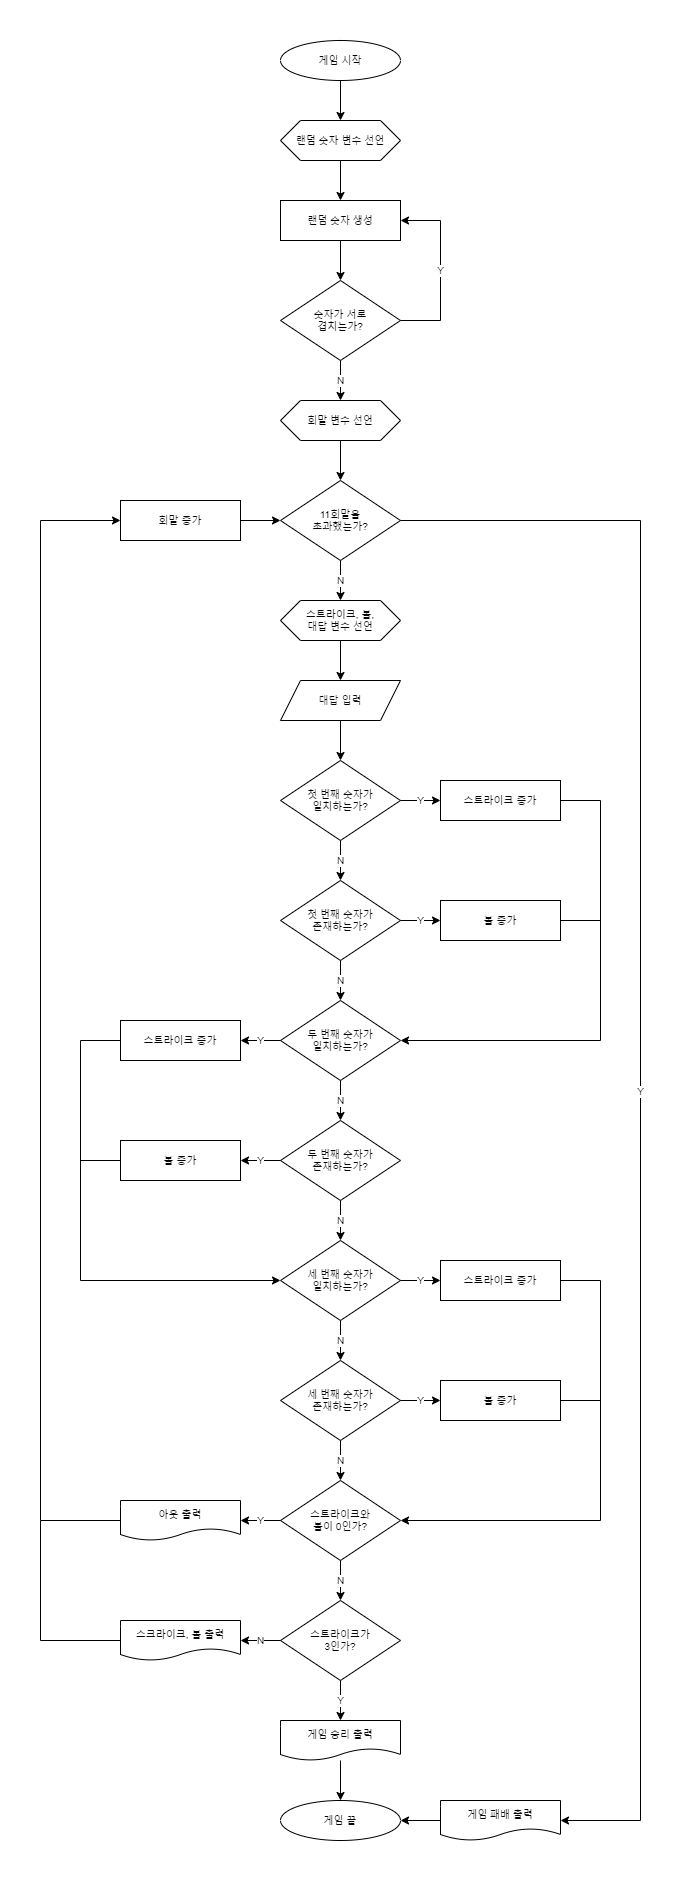 게임 시작
랜덤 숫자 변수 선언
랜덤 숫자 생성
Y
숫자가 서로
겹치는가?
N
회말 변수 선언
회말 증가
11회말을
초과했는가?
N
스트라이크, 볼,
대답 변수 선언
대답 입력
첫 번째 숫자가
일치하는가?
Y
스트라이크 증가
N
첫 번째 숫자가
존재하는가?
Y
볼 증가
N
스트라이크 증가
Y
두 번째 숫자가
일치하는가?
Y
N
볼 증가
Y
두 번째 숫자가
존재하는가?
N
세 번째 숫자가
일치하는가?
Y
스트라이크 증가
N
세 번째 숫자가
존재하는가?
Y
볼 증가
N
아웃 출력
Y
스트라이크와
볼이 0인가?
N
스크라이크, 볼 출력
N
스트라이크가
3인가?
Y
게임 승리 출력
게임 끝
게임 패배 출력